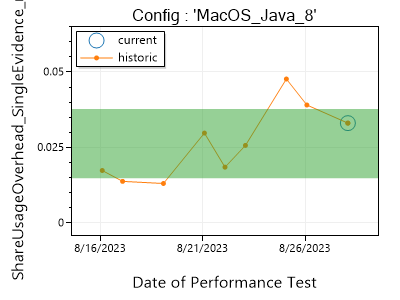 Config : 'MacOS_Java_8'
current
historic
ShareUsageOverhead_SingleEvidence_
0.05
0.025
0
8/16/2023
8/21/2023
8/26/2023
Date of Performance Test